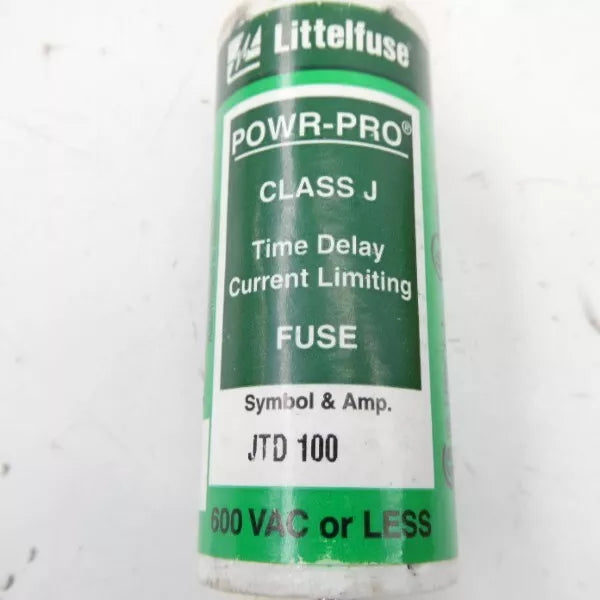 Littelfuse®
POWR-PRO®
CLASS J
Time Delay
Current Limiting
FUSE
Symbol & Amp.
JTD 100
600 VAC or LESS